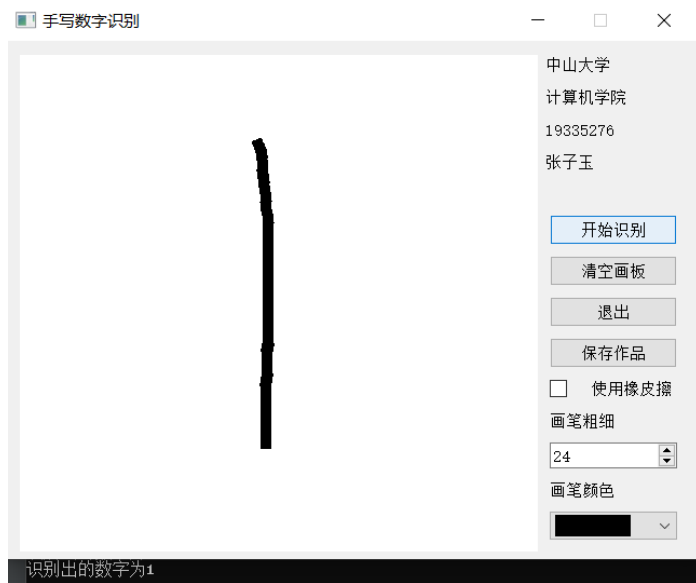 手写数字识别
中山大学
计算机学院
19335276
张子玉
开始识别
清空画板
退出
保存作品
使用橡皮擦
画笔粗细
24
画笔颜色
识别出的数字为1